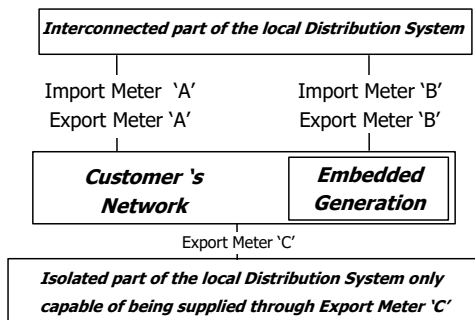 Interconnected part of the local Distribution System
Import Meter ‘A’ Import Meter ‘B’
Export Meter ‘A’ Export Meter ‘B’
Customer ‘s Embedded
Network Generation
Export Meter ‘C’
Isolated part of the local Distribution System only
capable of being supplied through Export Meter ‘C’